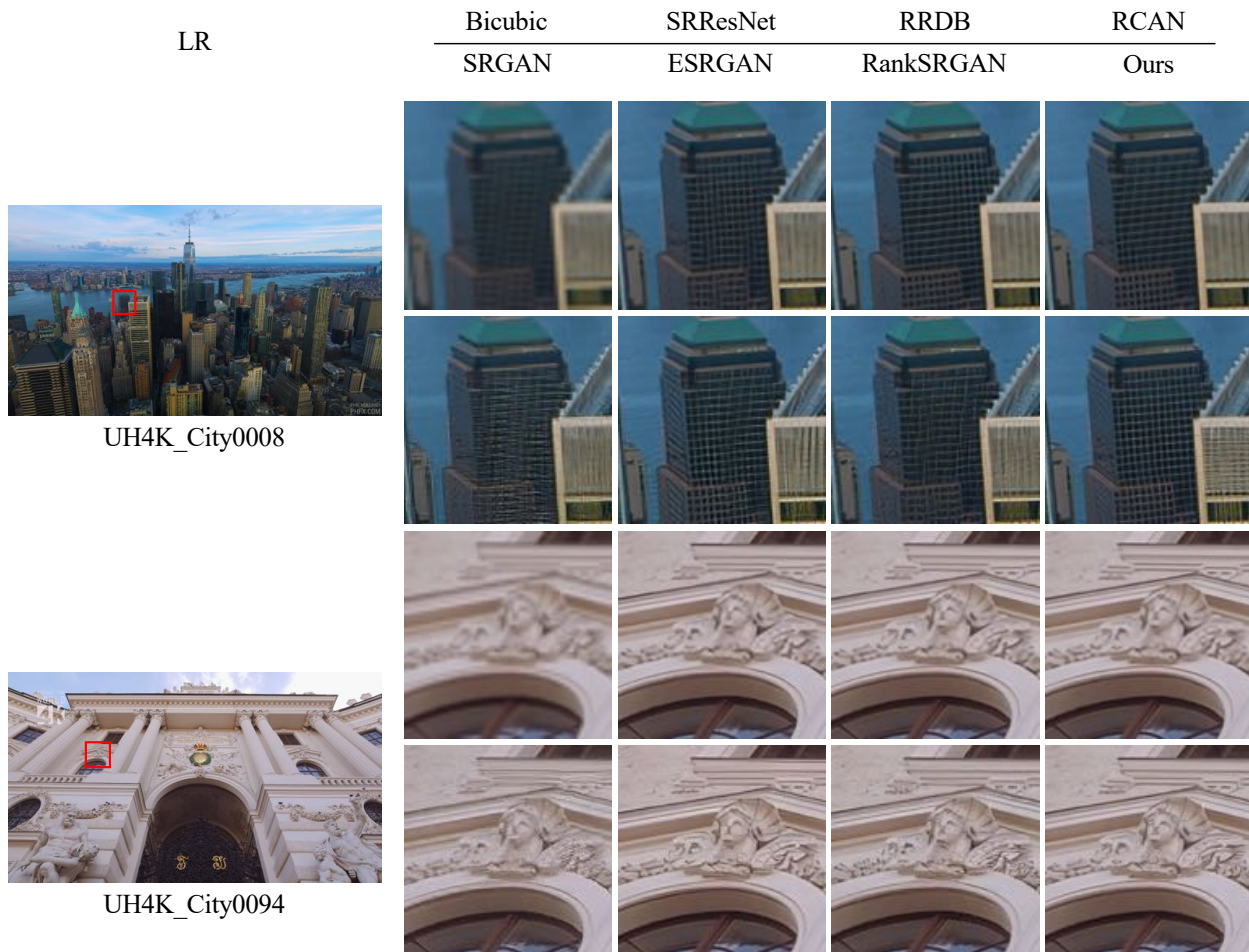 LR
Bicubic SRResNet RRDB RCAN
SRGAN ESRGAN RankSRGAN Ours
UH4K_City0008
UH4K_City0094